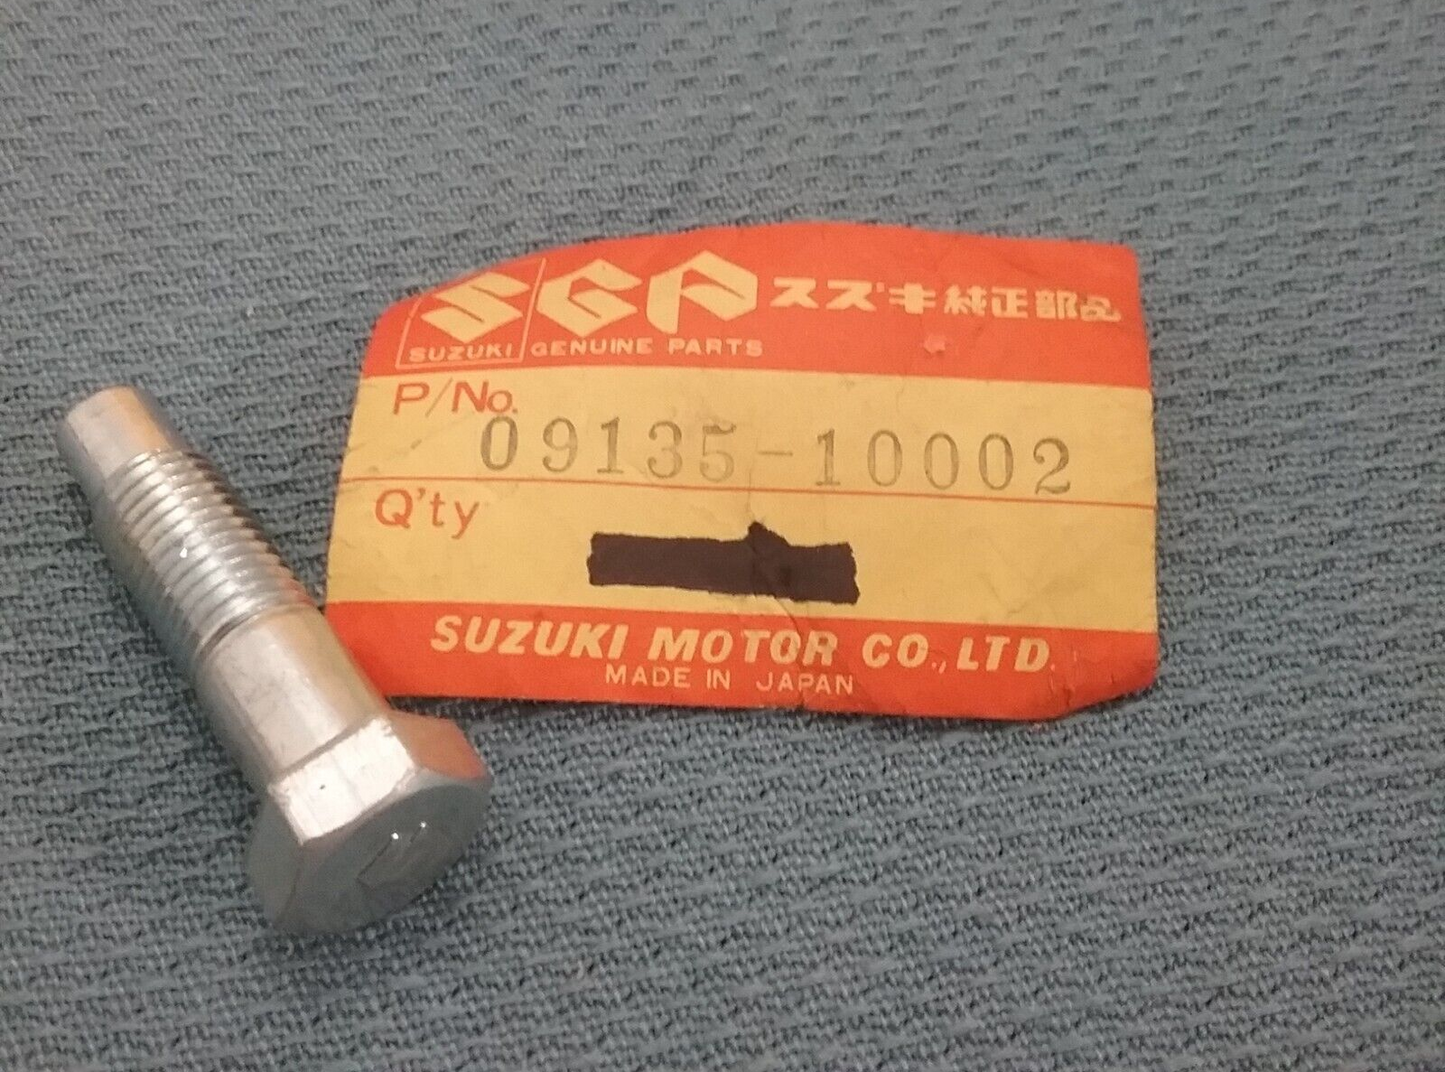 SGP スズキ純正部品
SUZUKI GENUINE PARTS
P/No.
09135-10002
Q'ty
SUZUKI MOTOR CO., LTD.
MADE IN JAPAN